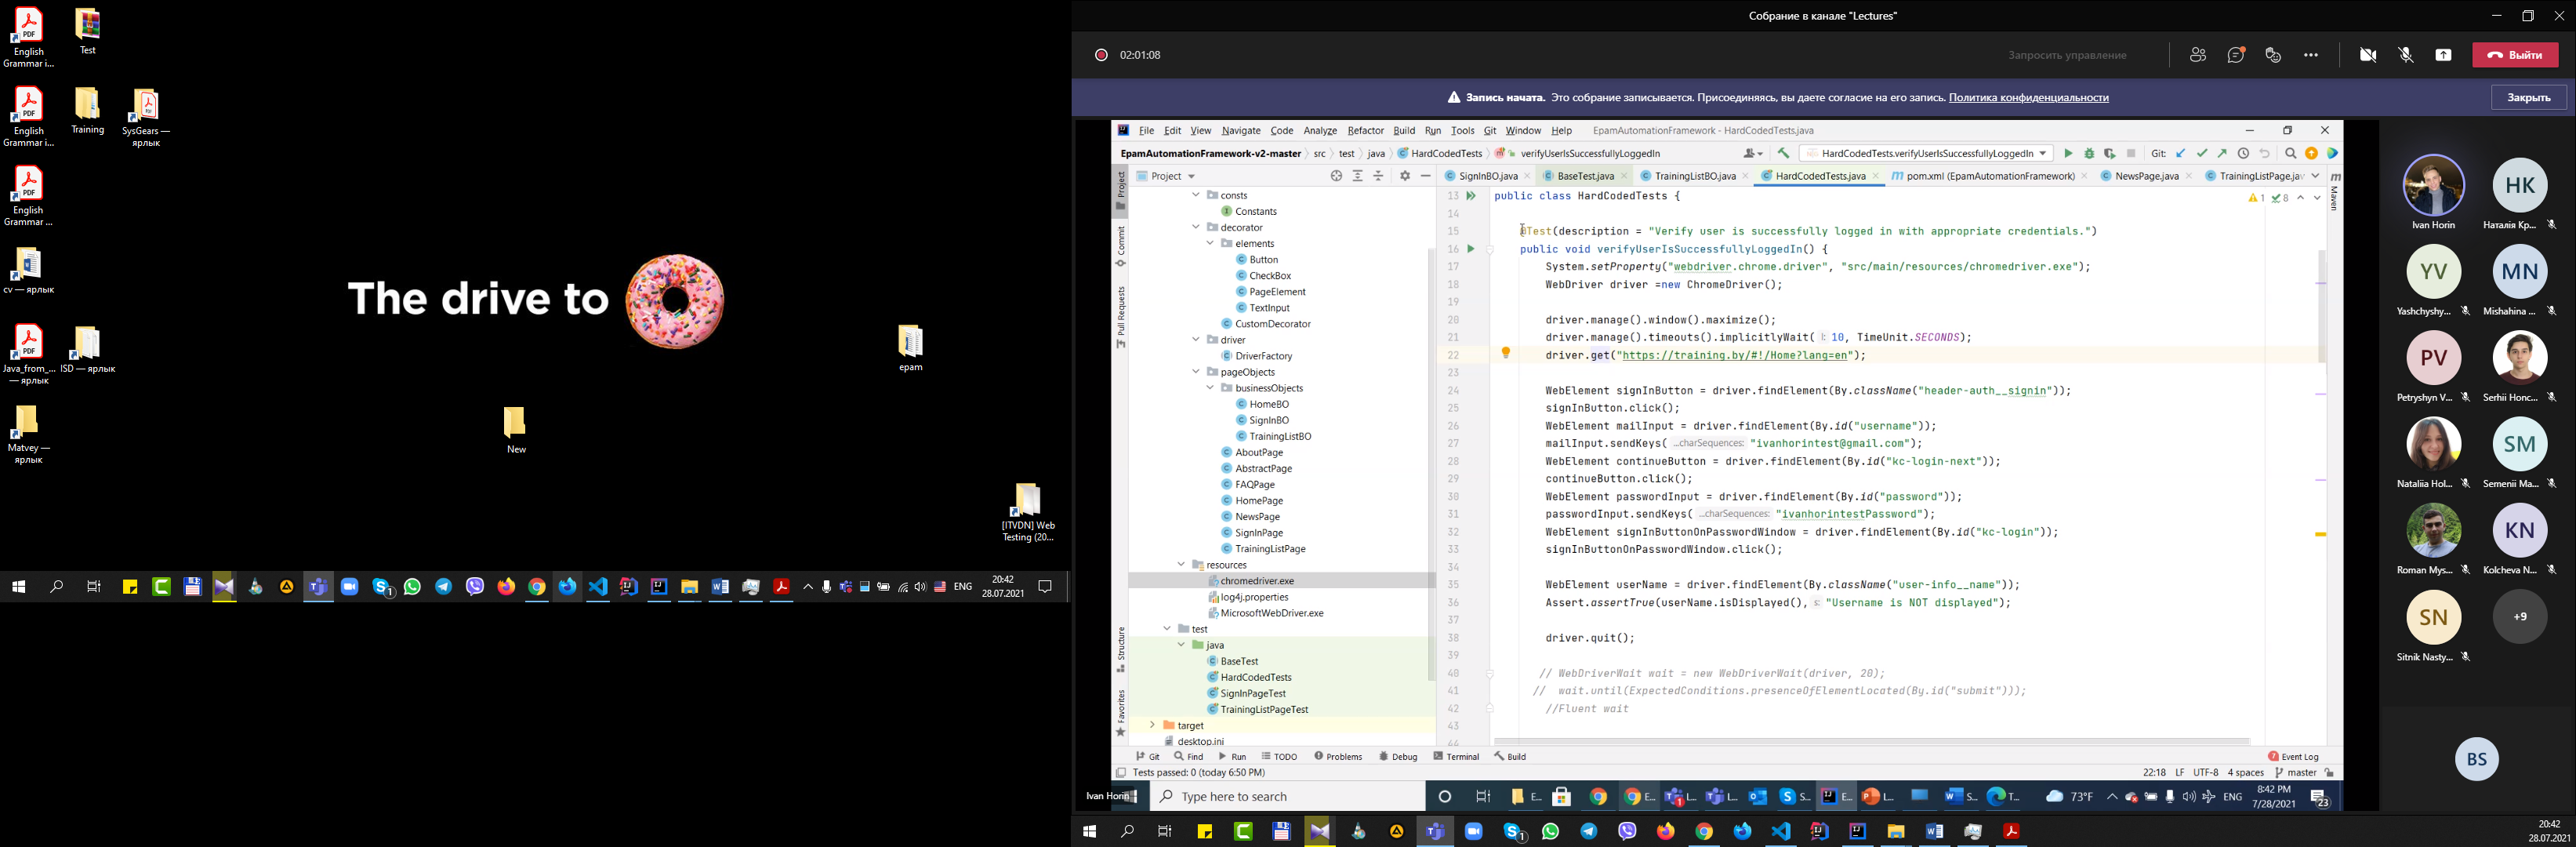 English
Grammar i...
Test
English
Grammar i...
Training
SysGears —
ярлык
English
Grammar ...
cv — ярлык
Java_from_...
— ярлык
ISD — ярлык
Matvey —
ярлык
The drive to
epam
New
[ITVDN] Web
Testing (20...
ENG
20:42
28.07.2021
Собрание в канале "Lectures"
02:01:08
Запросить управление
Выйти
Запись начата. Это собрание записывается. Присоединяясь, вы даете согласие на его запись. Политика конфиденциальности
Закрыть
File Edit View Navigate Code Analyze Refactor Build Run Tools Git Window Help EpamAutomationFramework - HardCodedTests.java
EpamAutomationFramework-v2-master src test java HardCodedTests verifyUserIsSuccessfullyLoggedIn
HardCodedTests.verifyUserIsSuccessfullyLoggedIn Git:
Project
SignInBO.java BaseTest.java TrainingListBO.java HardCodedTests.java pom.xml (EpamAutomationFramework) NewsPage.java TrainingListPage.jav
Project
Commit
Pull Requests
Structure
Favorites
Maven
consts
Constants
decorator
elements
Button
CheckBox
PageElement
TextInput
CustomDecorator
driver
DriverFactory
pageObjects
businessObjects
HomeBO
SignInBO
TrainingListBO
AboutPage
AbstractPage
FAQPage
HomePage
NewsPage
SignInPage
TrainingListPage
resources
chromedriver.exe
log4j.properties
MicrosoftWebDriver.exe
test
java
BaseTest
HardCodedTests
SignInPageTest
TrainingListPageTest
target
desktop.ini
1 8
13 public class HardCodedTests {
14
15 @Test(description = "Verify user is successfully logged in with appropriate credentials.")
16 public void verifyUserIsSuccessfullyLoggedIn() {
17 System.setProperty("webdriver.chrome.driver", "src/main/resources/chromedriver.exe");
18 WebDriver driver =new ChromeDriver();
19
20 driver.manage().window().maximize();
21 driver.manage().timeouts().implicitlyWait( l: 10, TimeUnit.SECONDS);
22 driver.get("https://training.by/#!/Home?lang=en");
23
24 WebElement signInButton = driver.findElement(By.className("header-auth__signin"));
25 signInButton.click();
26 WebElement mailInput = driver.findElement(By.id("username"));
27 mailInput.sendKeys( ...charSequences: "ivanhorintest@gmail.com");
28 WebElement continueButton = driver.findElement(By.id("kc-login-next"));
29 continueButton.click();
30 WebElement passwordInput = driver.findElement(By.id("password"));
31 passwordInput.sendKeys( ...charSequences: "ivanhorintestPassword");
32 WebElement signInButtonOnPasswordWindow = driver.findElement(By.id("kc-login"));
33 signInButtonOnPasswordWindow.click();
34
35 WebElement userName = driver.findElement(By.className("user-info__name"));
36 Assert.assertTrue(userName.isDisplayed(), s: "Username is NOT displayed");
37
38 driver.quit();
39
40 // WebDriverWait wait = new WebDriverWait(driver, 20);
41 // wait.until(ExpectedConditions.presenceOfElementLocated(By.id("submit")));
42 //Fluent wait
43
44
Git Find Run TODO Problems Debug Terminal Build Event Log
Tests passed: 0 (today 6:50 PM)
22:18 LF UTF-8 4 spaces master
Ivan Horin
Type here to search
E... E... L... L... S... E... L... S... T...
73°F ENG
8:42 PM
7/28/2021
23
Ivan Horin
HK
Наталія Кр...
YV
Yashchyshy...
MN
Mishahina ...
PV
Petryshyn V...
Serhii Honc...
Nataliia Hol...
SM
Semenii Ma...
Roman Mys...
KN
Kolcheva N...
SN
Sitnik Nasty...
+9
BS
20:42
28.07.2021